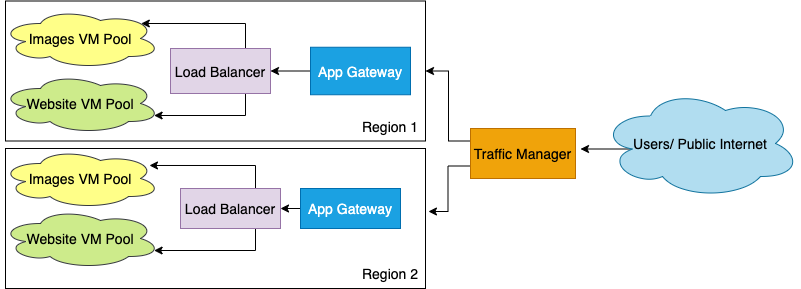 Images VM Pool
Load Balancer
App Gateway
Website VM Pool
Region 1
Traffic Manager
Users/ Public Internet
Images VM Pool
Load Balancer
App Gateway
Website VM Pool
Region 2